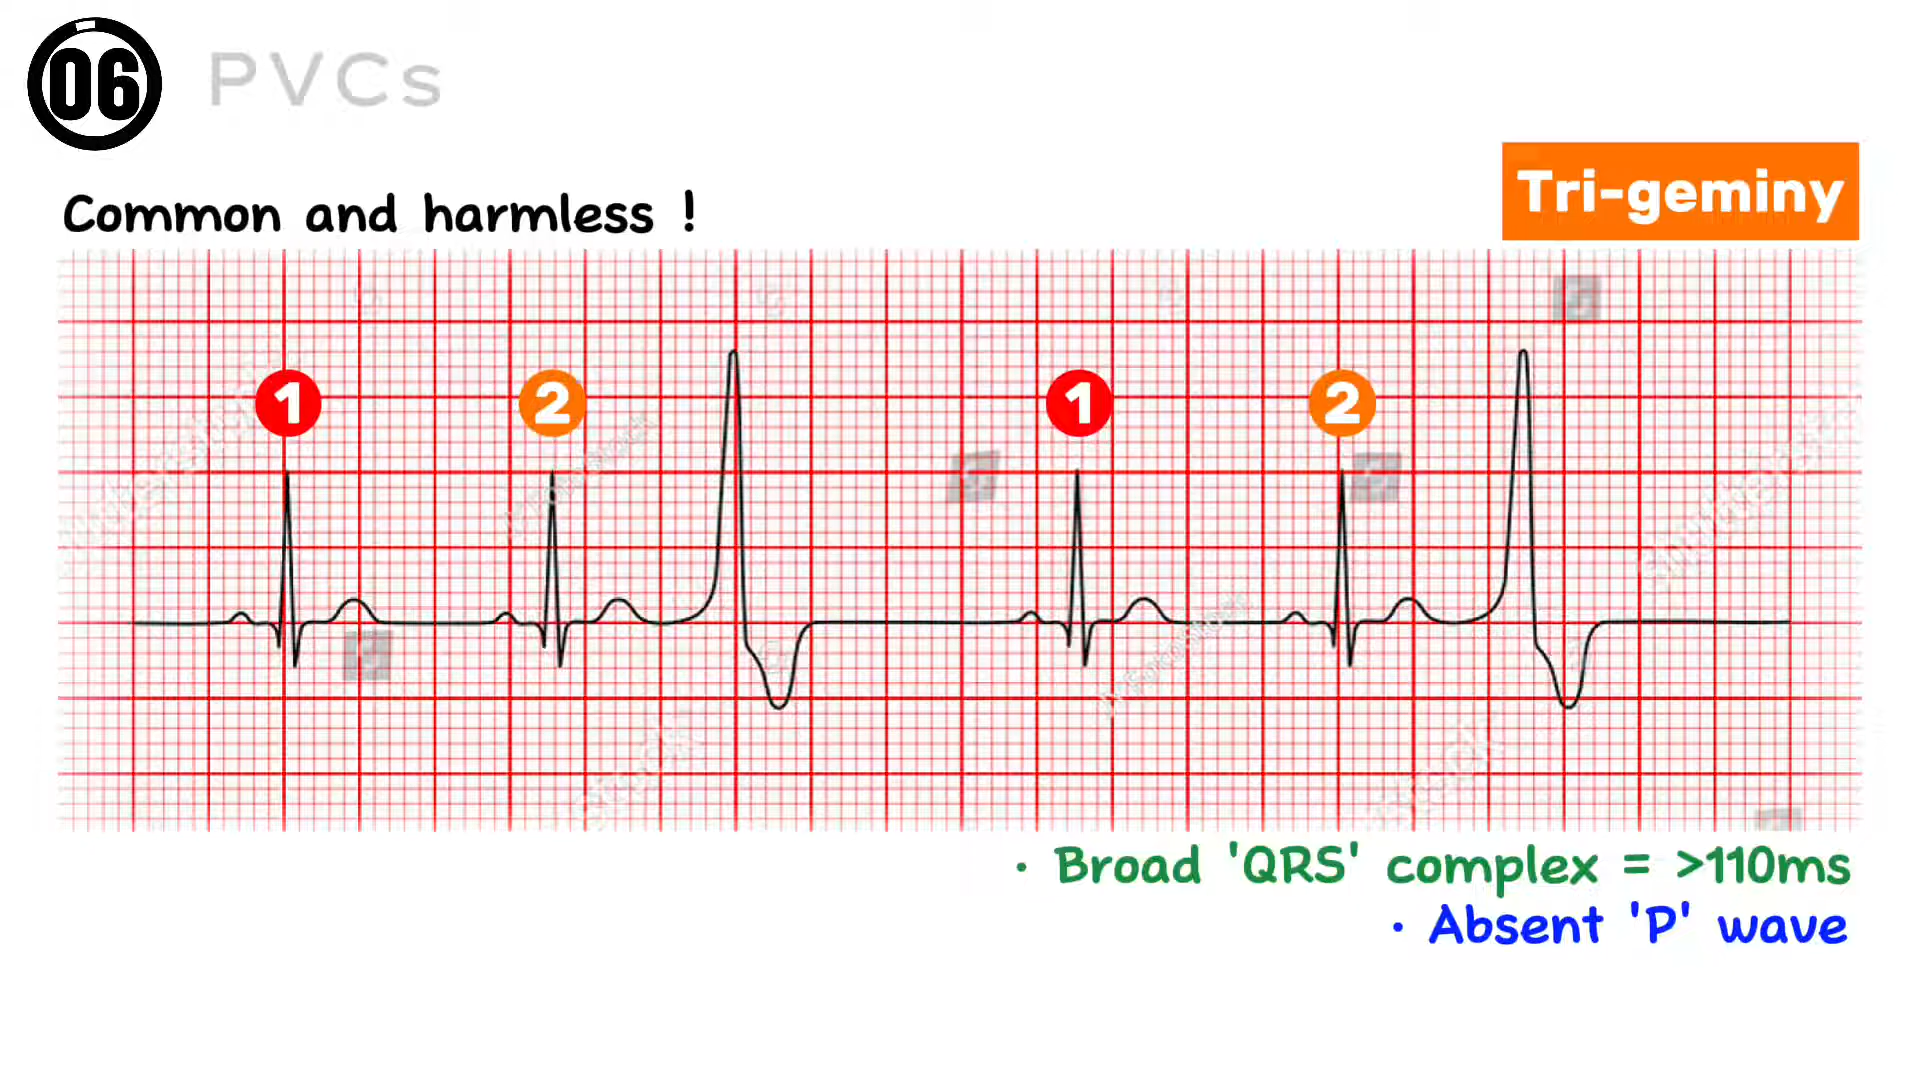 06 PVCs
Tri-geminy
Common and harmless !
1 2 1 2
• Broad 'QRS' complex = >110ms
• Absent 'P' wave